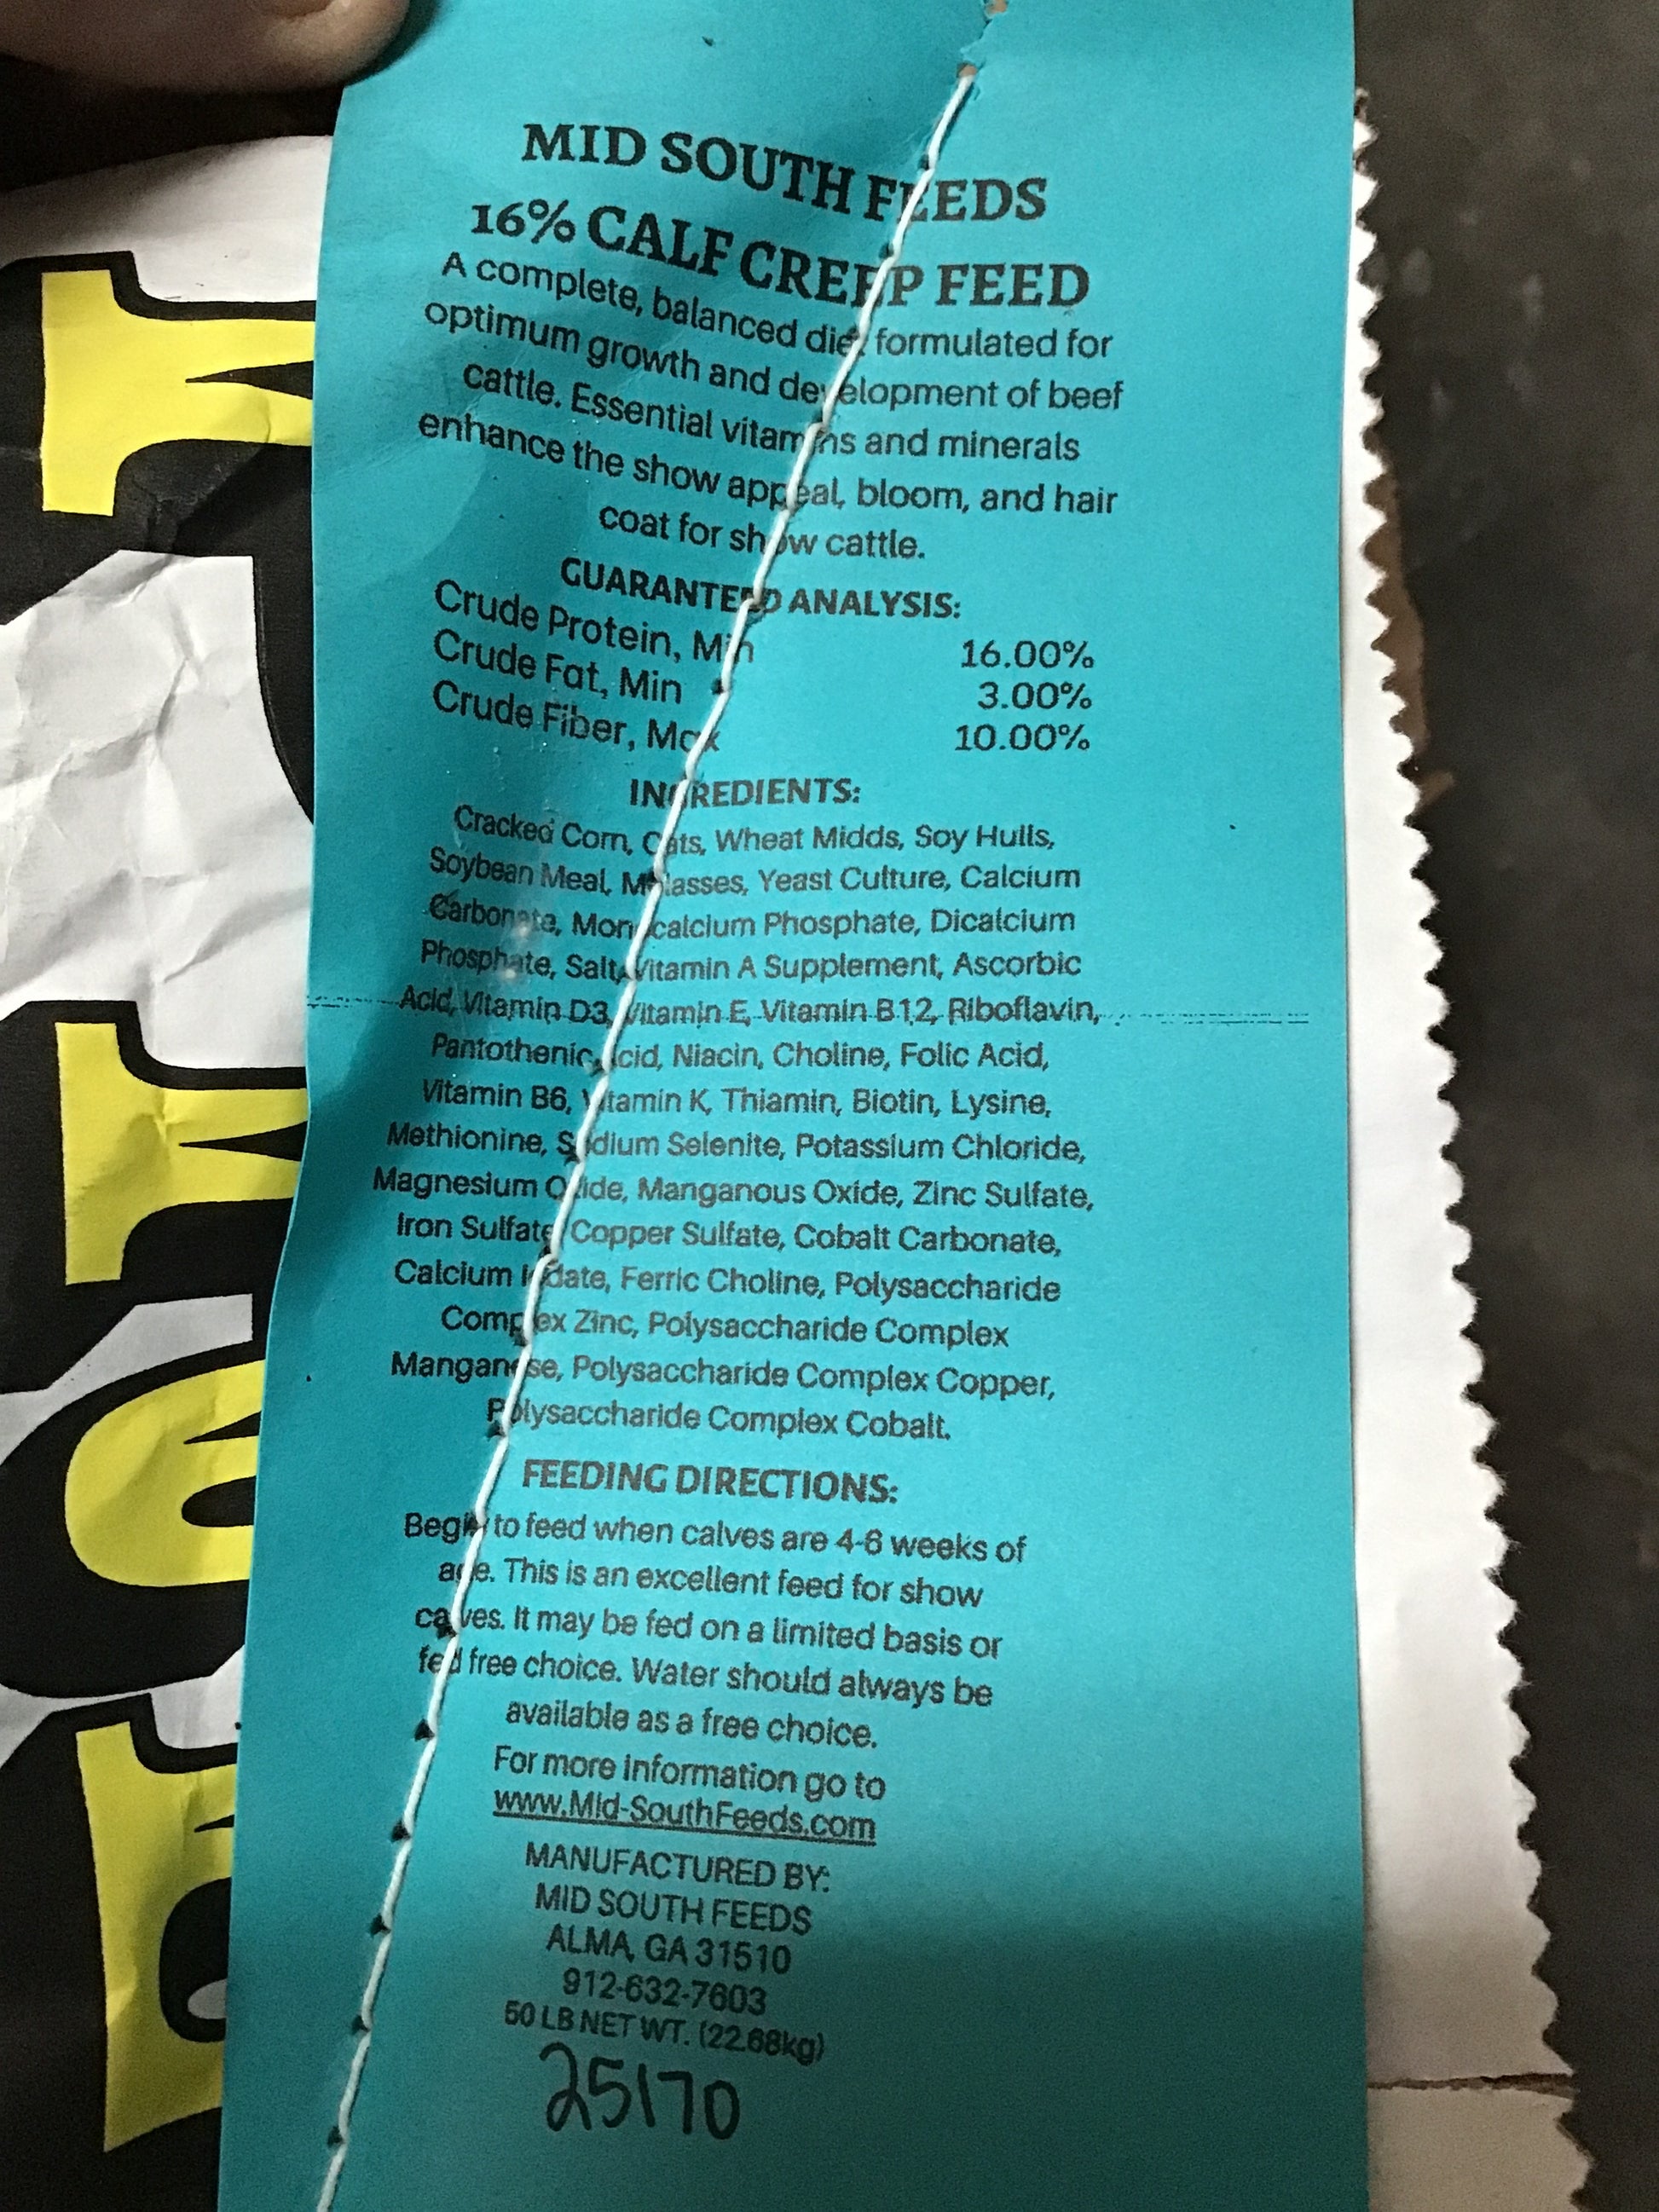 MID SOUTH FEEDS
16% CALF CREEP FEED
A complete, balanced diet formulated for
optimum growth and development of beef
cattle. Essential vitamins and minerals
enhance the show appeal, bloom, and hair
coat for show cattle.
GUARANTEED ANALYSIS:
Crude Protein, Min 16.00%
Crude Fat, Min 3.00%
Crude Fiber, Max 10.00%
INGREDIENTS:
Cracked Corn, Oats, Wheat Midds, Soy Hulls,
Soybean Meal, Molasses, Yeast Culture, Calcium
Carbonate, Monocalcium Phosphate, Dicalcium
Phosphate, Salt, Vitamin A Supplement, Ascorbic
Acid, Vitamin D3, Vitamin E, Vitamin B12, Riboflavin,
Pantothenic Acid, Niacin, Choline, Folic Acid,
Vitamin B6, Vitamin K, Thiamin, Biotin, Lysine,
Methionine, Sodium Selenite, Potassium Chloride,
Magnesium Oxide, Manganous Oxide, Zinc Sulfate,
Iron Sulfate, Copper Sulfate, Cobalt Carbonate,
Calcium Iodate, Ferric Choline, Polysaccharide
Complex Zinc, Polysaccharide Complex
Manganese, Polysaccharide Complex Copper,
Polysaccharide Complex Cobalt.
FEEDING DIRECTIONS:
Begin to feed when calves are 4-6 weeks of
age. This is an excellent feed for show
calves. It may be fed on a limited basis or
fed free choice. Water should always be
available as a free choice.
For more information go to
www.Mid-SouthFeeds.com
MANUFACTURED BY:
MID SOUTH FEEDS
ALMA, GA 31510
912-632-7603
50 LB NET WT. (22.68kg)
25170